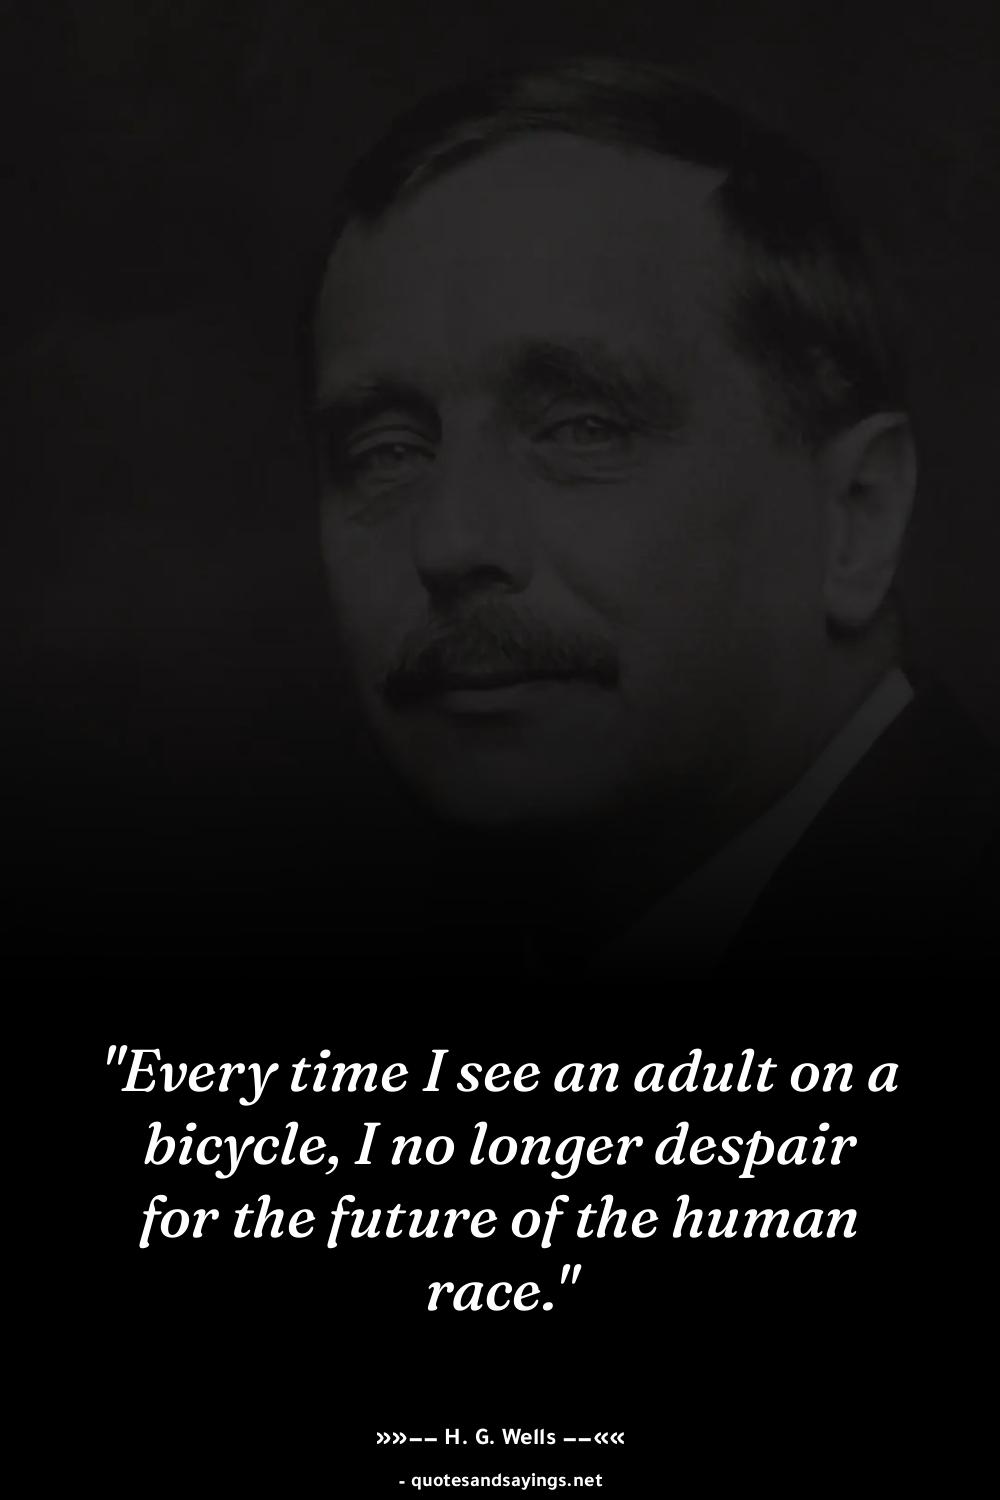 "Every time I see an adult on a
bicycle, I no longer despair
for the future of the human
race."
»»−− H. G. Wells −−««
- quotesandsayings.net